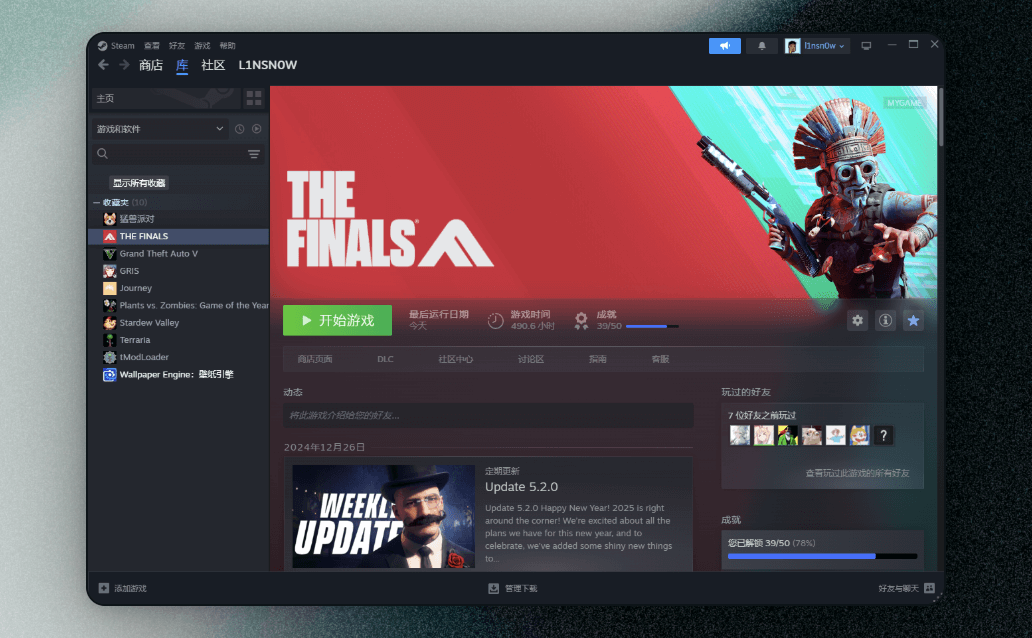 Steam 查看 好友 游戏 帮助
l1nsn0w
商店 库 社区 L1NSN0W
主页
游戏和软件
显示所有收藏
收藏夹 (10)
猛兽派对
THE FINALS
Grand Theft Auto V
GRIS
Journey
Plants vs. Zombies: Game of the Year
Stardew Valley
Terraria
tModLoader
Wallpaper Engine：壁纸引擎
MYGAME
THE
FINALS
开始游戏
最后运行日期
今天
游戏时间
490.6 小时
成就
39/50
商店页面 DLC 社区中心 讨论区 指南 客服
动态
将此游戏介绍给您的好友...
2024年12月26日
WEEKLY
UPDATE
定期更新
Update 5.2.0
Update 5.2.0 Happy New Year! 2025 is right
around the corner! We're excited about all the
plans we have for this new year, and to
celebrate, we've added some shiny new things
to...
玩过的好友
7 位好友之前玩过
?
查看玩过此游戏的所有好友
成就
您已解锁 39/50 (78%)
添加游戏
管理下载
好友与聊天